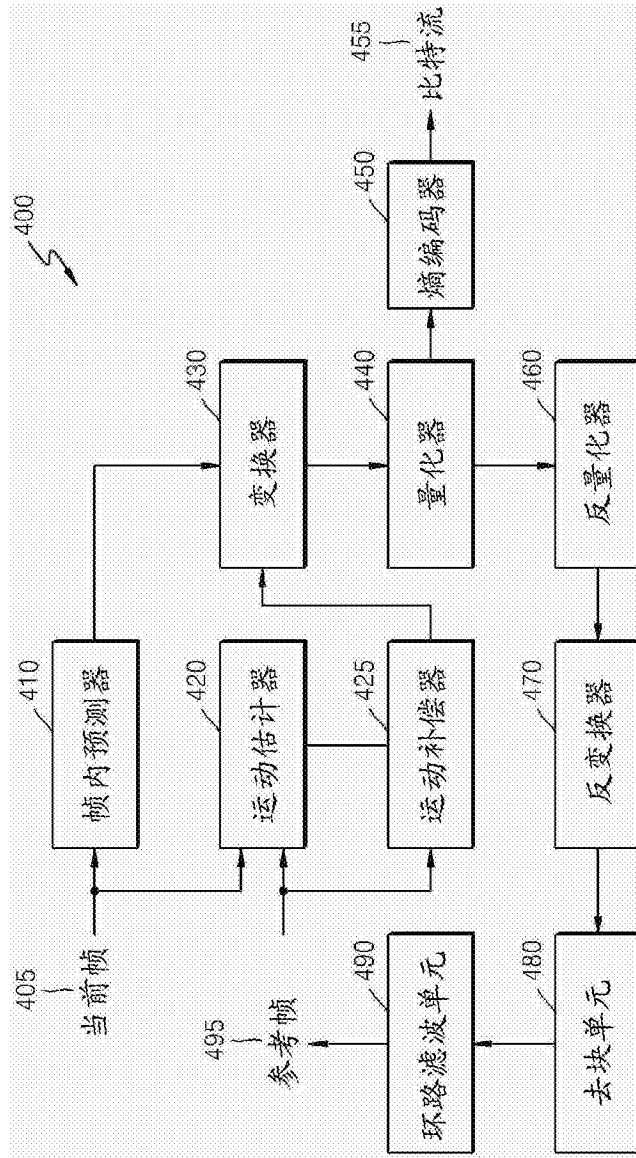 400
405
当前帧
410
帧内预测器
495
参考帧
420
运动估计器
430
变换器
490
环路滤波单元
425
运动补偿器
440
量化器
450
熵编码器
455
比特流
480
去块单元
470
反变换器
460
反量化器